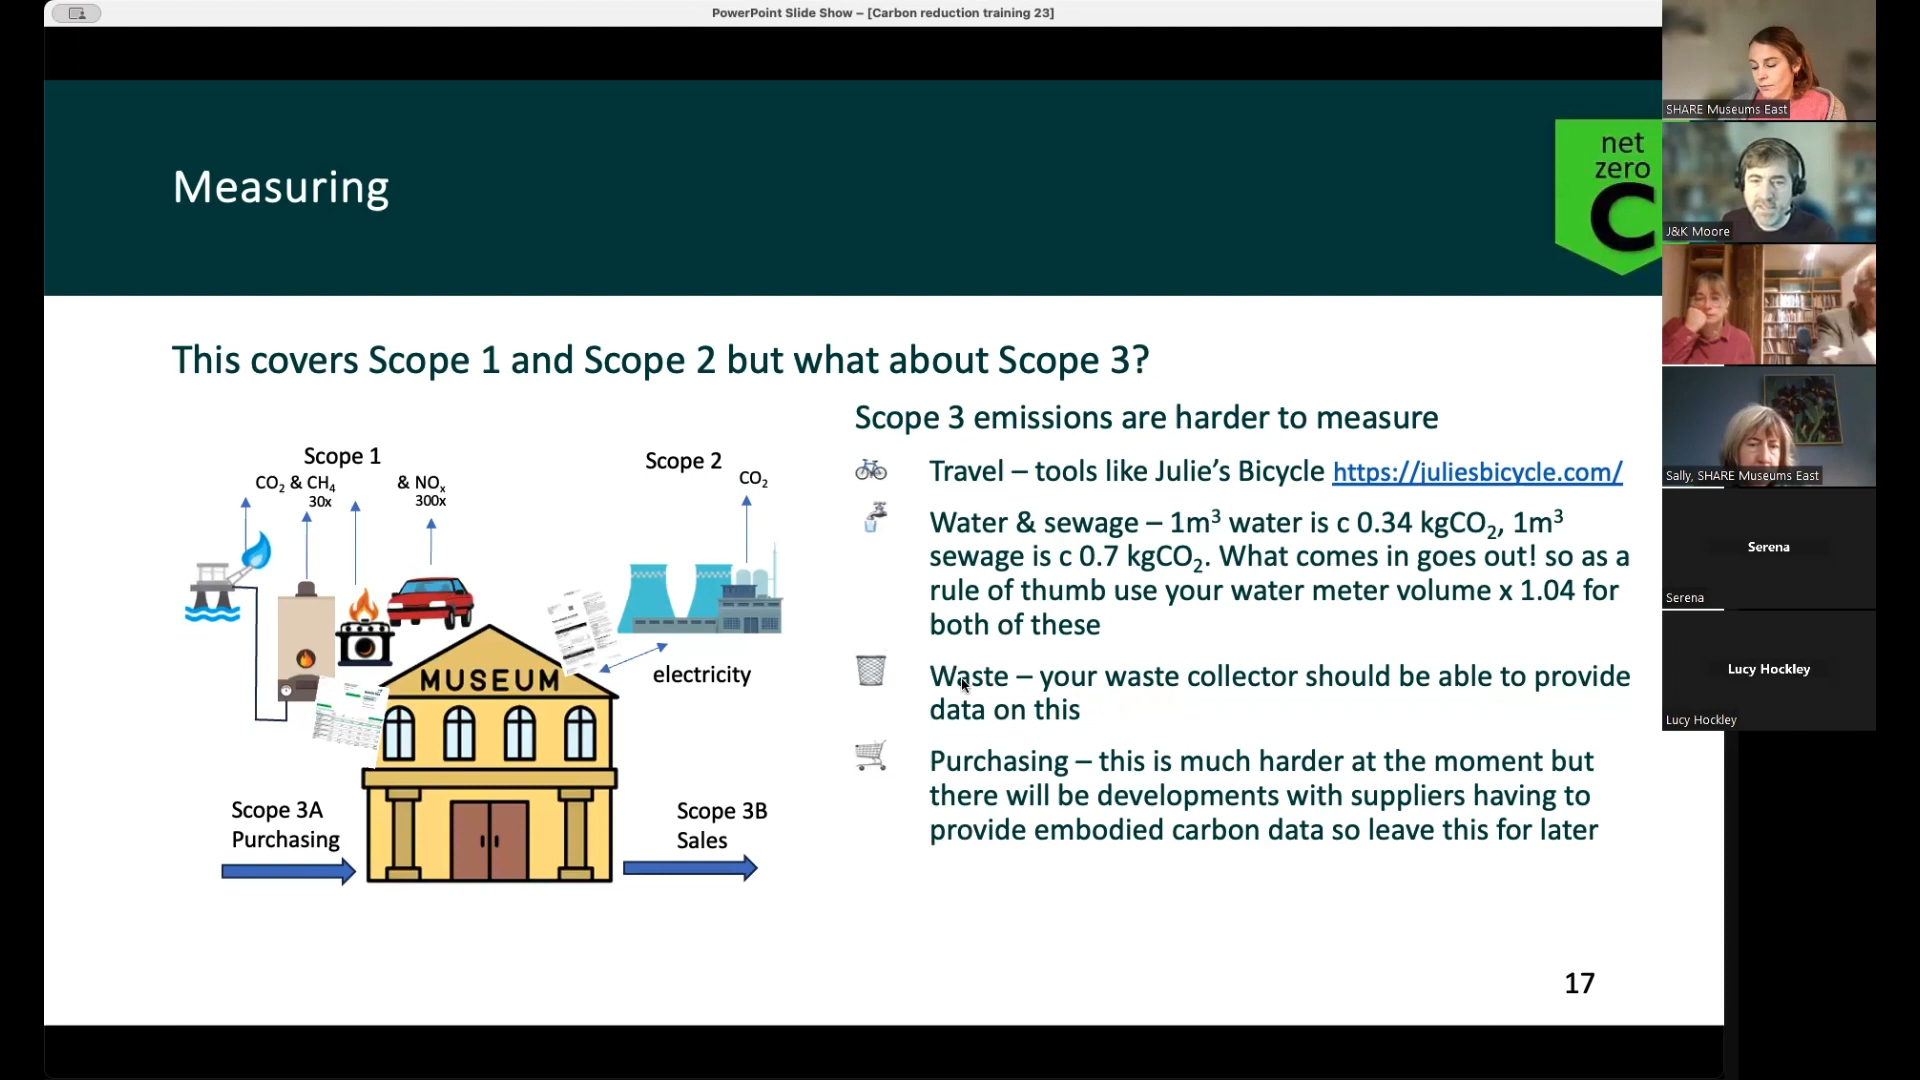 PowerPoint Slide Show – [Carbon reduction training 23]
Measuring
net
zero
C
This covers Scope 1 and Scope 2 but what about Scope 3?
Scope 1
CO₂ & CH₄
30x
& NOₓ
300x
Scope 2
CO₂
MUSEUM
electricity
Scope 3A
Purchasing
Scope 3B
Sales
Scope 3 emissions are harder to measure
Travel – tools like Julie’s Bicycle https://juliesbicycle.com/
Water & sewage – 1m³ water is c 0.34 kgCO₂, 1m³
sewage is c 0.7 kgCO₂. What comes in goes out! so as a
rule of thumb use your water meter volume x 1.04 for
both of these
Waste – your waste collector should be able to provide
data on this
Purchasing – this is much harder at the moment but
there will be developments with suppliers having to
provide embodied carbon data so leave this for later
17
SHARE Museums East
J&K Moore
Sally, SHARE Museums East
Serena
Serena
Lucy Hockley
Lucy Hockley